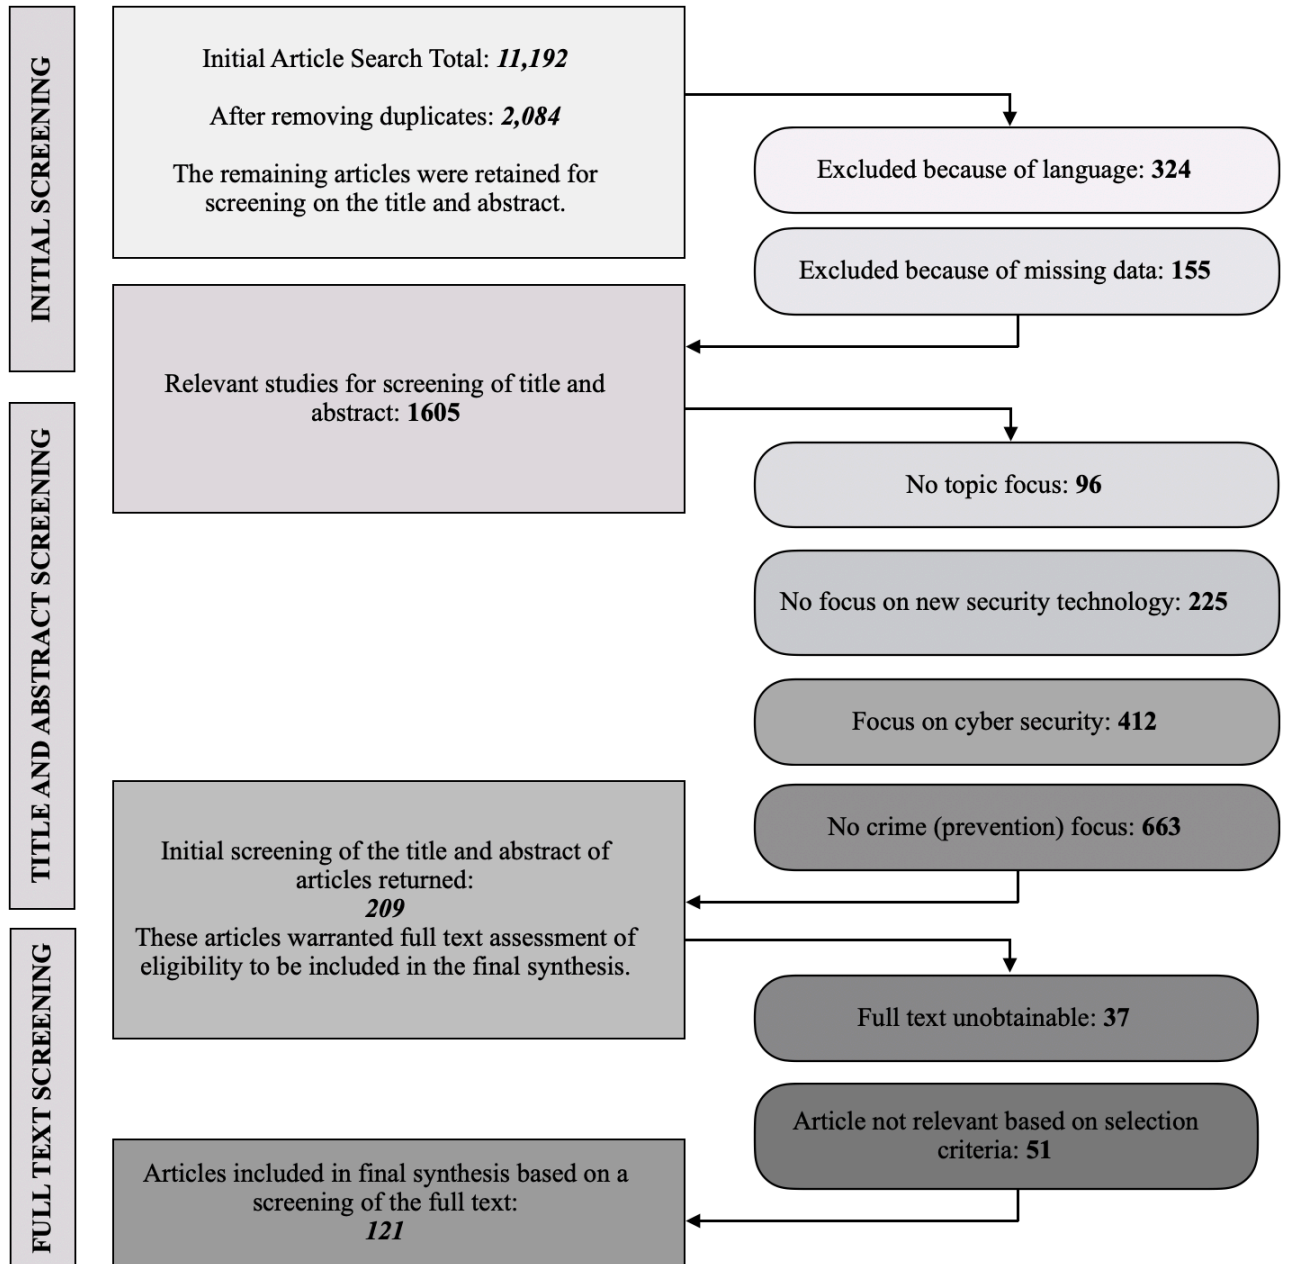 INITIAL SCREENING
Initial Article Search Total: 11,192
After removing duplicates: 2,084
The remaining articles were retained for
screening on the title and abstract.
Excluded because of language: 324
Excluded because of missing data: 155
Relevant studies for screening of title and
abstract: 1605
TITLE AND ABSTRACT SCREENING
No topic focus: 96
No focus on new security technology: 225
Focus on cyber security: 412
No crime (prevention) focus: 663
Initial screening of the title and abstract of
articles returned:
209
These articles warranted full text assessment of
eligibility to be included in the final synthesis.
FULL TEXT SCREENING
Full text unobtainable: 37
Article not relevant based on selection
criteria: 51
Articles included in final synthesis based on a
screening of the full text:
121